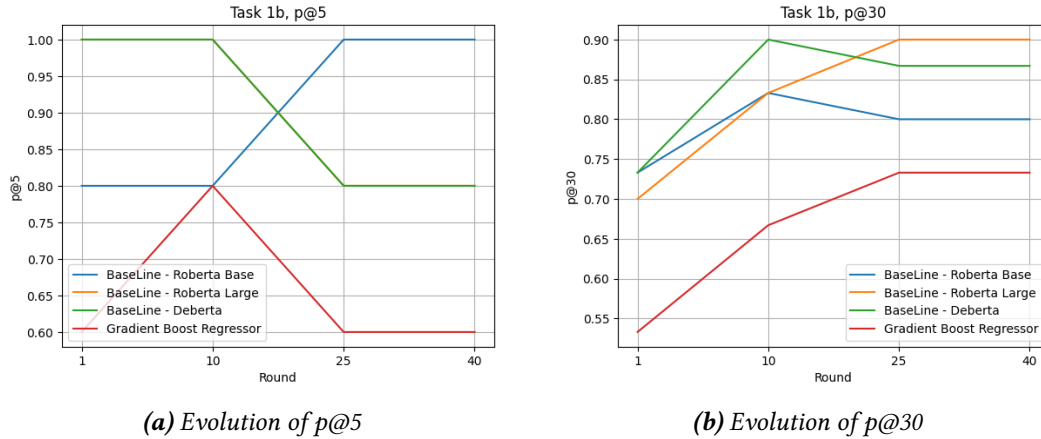 Task 1b, p@5
1.00
0.95
0.90
0.85
0.80
0.75
0.70
0.65
0.60
p@5
BaseLine - Roberta Base
BaseLine - Roberta Large
BaseLine - Deberta
Gradient Boost Regressor
1 10 25 40
Round
(a) Evolution of p@5
Task 1b, p@30
0.90
0.85
0.80
0.75
0.70
0.65
0.60
0.55
p@30
BaseLine - Roberta Base
BaseLine - Roberta Large
BaseLine - Deberta
Gradient Boost Regressor
1 10 25 40
Round
(b) Evolution of p@30